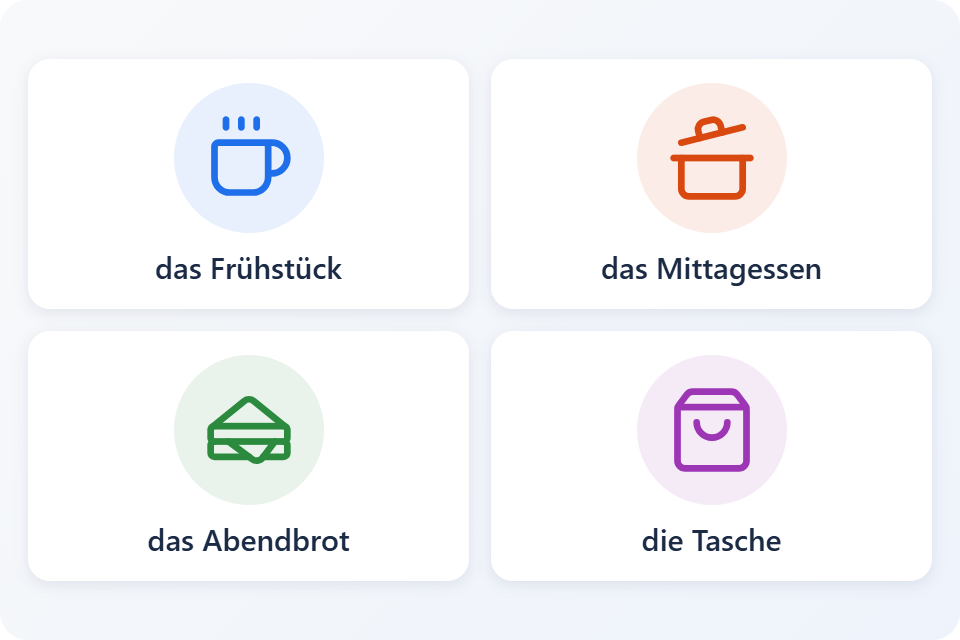 das Frühstück
das Mittagessen
das Abendbrot
die Tasche